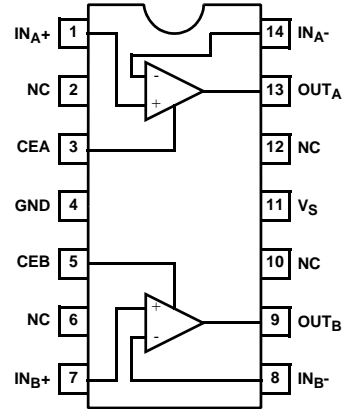 IN_A+ 1 14 IN_A-
NC 2 13 OUT_A
- +
CEA 3 12 NC
GND 4 11 V_S
CEB 5 10 NC
+ -
NC 6 9 OUT_B
IN_B+ 7 8 IN_B-